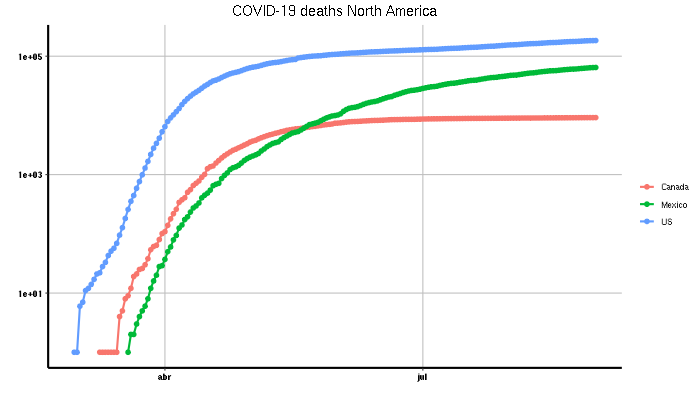 COVID-19 deaths North America
1e+05
1e+03
1e+01
abr
jul
Canada
Mexico
US